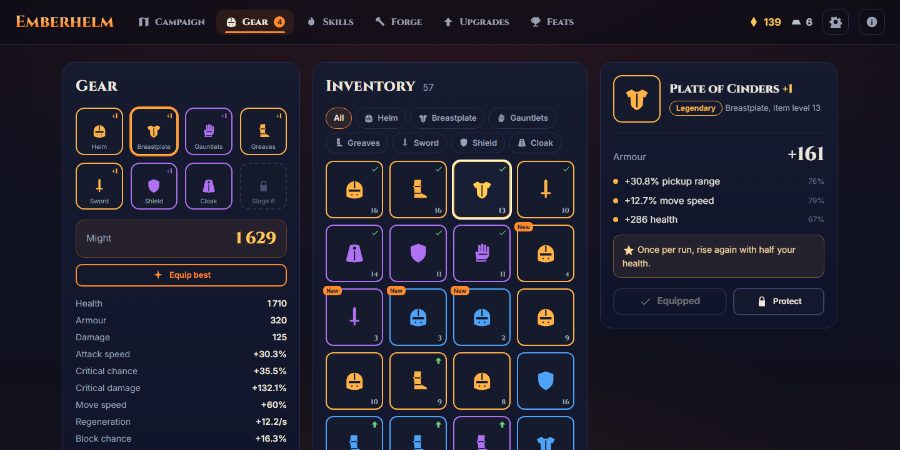 EMBERHELM
CAMPAIGN
GEAR 4
SKILLS
FORGE
UPGRADES
FEATS
139
6
GEAR
+1
Helm
+1
Breastplate
+1
Gauntlets
+1
Greaves
+1
Sword
+1
Shield
Cloak
Stage 6
Might 1 629
Equip best
Health 1 710
Armour 320
Damage 125
Attack speed +30.3%
Critical chance +35.5%
Critical damage +132.1%
Move speed +60%
Regeneration +12.2/s
Block chance +16.3%
INVENTORY 57
All Helm Breastplate Gauntlets
Greaves Sword Shield Cloak
16 16 13 10
New
14 11 11 4
New New New
3 3 2 9
10 9 8 16
PLATE OF CINDERS +1
Legendary Breastplate, Item level 13
Armour +161
+30.8% pickup range 76%
+12.7% move speed 79%
+286 health 67%
Once per run, rise again with half your
health.
Equipped
Protect